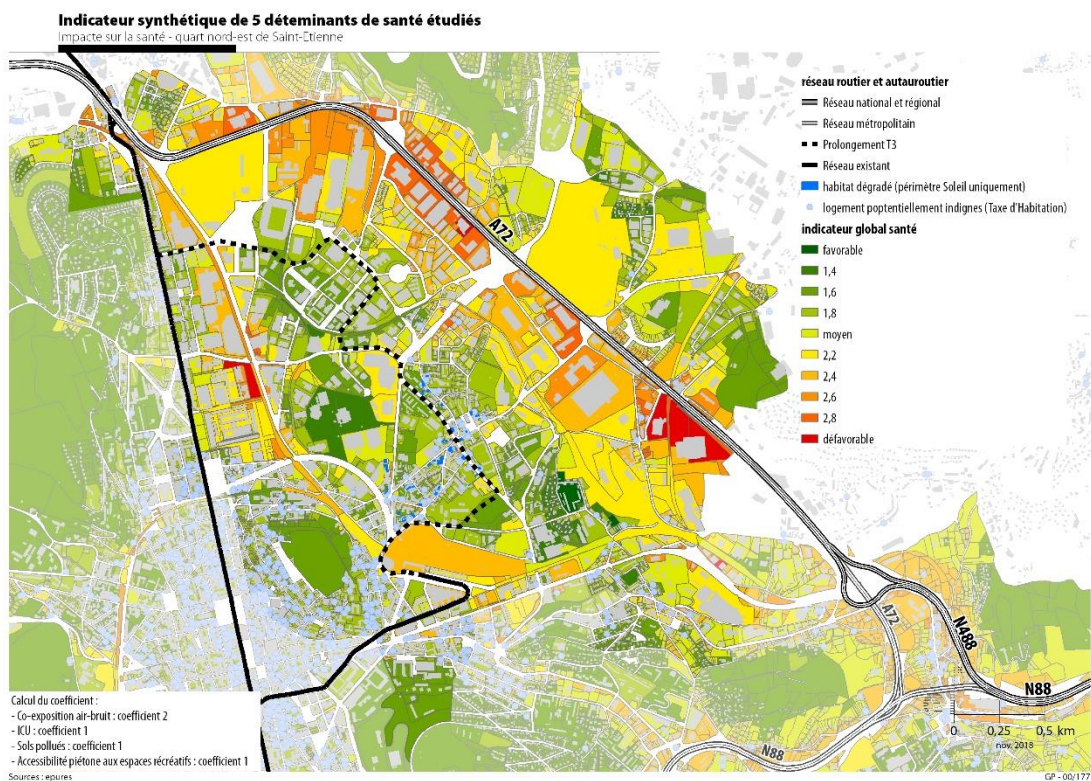 Indicateur synthétique de 5 déteminants de santé étudiés
Impacte sur la santé - quart nord-est de Saint-Etienne
réseau routier et autauroutier
Réseau national et régional
Réseau métropolitain
Prolongement T3
Réseau existant
habitat dégradé (périmètre Soleil uniquement)
logement poptentiellement indignes (Taxe d'Habitation)
indicateur global santé
favorable
1,4
1,6
1,8
moyen
2,2
2,4
2,6
2,8
défavorable
A72
A72
N488
N88
N88
Calcul du coefficient :
- Co-exposition air-bruit : coefficient 2
- ICU : coefficient 1
- Sols pollués : coefficient 1
- Accessibilité piétone aux espaces récréatifs : coefficient 1
0 0,25 0,5 km
nov. 2018
Sources : epures
GP - 00/177